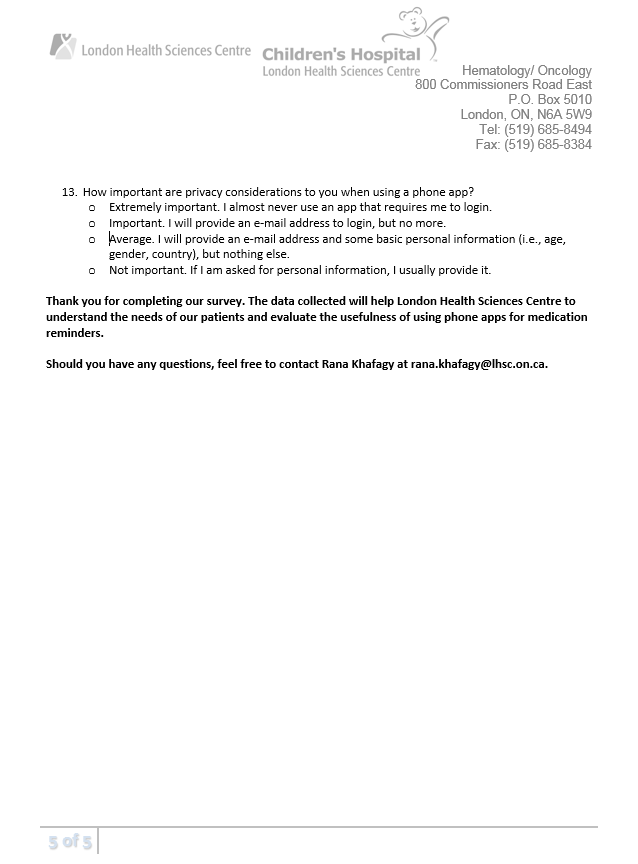 London Health Sciences Centre
Children's Hospital
London Health Sciences Centre
Hematology/ Oncology
800 Commissioners Road East
P.O. Box 5010
London, ON, N6A 5W9
Tel: (519) 685-8494
Fax: (519) 685-8384
13. How important are privacy considerations to you when using a phone app?
o Extremely important. I almost never use an app that requires me to login.
o Important. I will provide an e-mail address to login, but no more.
o Average. I will provide an e-mail address and some basic personal information (i.e., age,
gender, country), but nothing else.
o Not important. If I am asked for personal information, I usually provide it.
Thank you for completing our survey. The data collected will help London Health Sciences Centre to
understand the needs of our patients and evaluate the usefulness of using phone apps for medication
reminders.
Should you have any questions, feel free to contact Rana Khafagy at rana.khafagy@lhsc.on.ca.
5 of 5